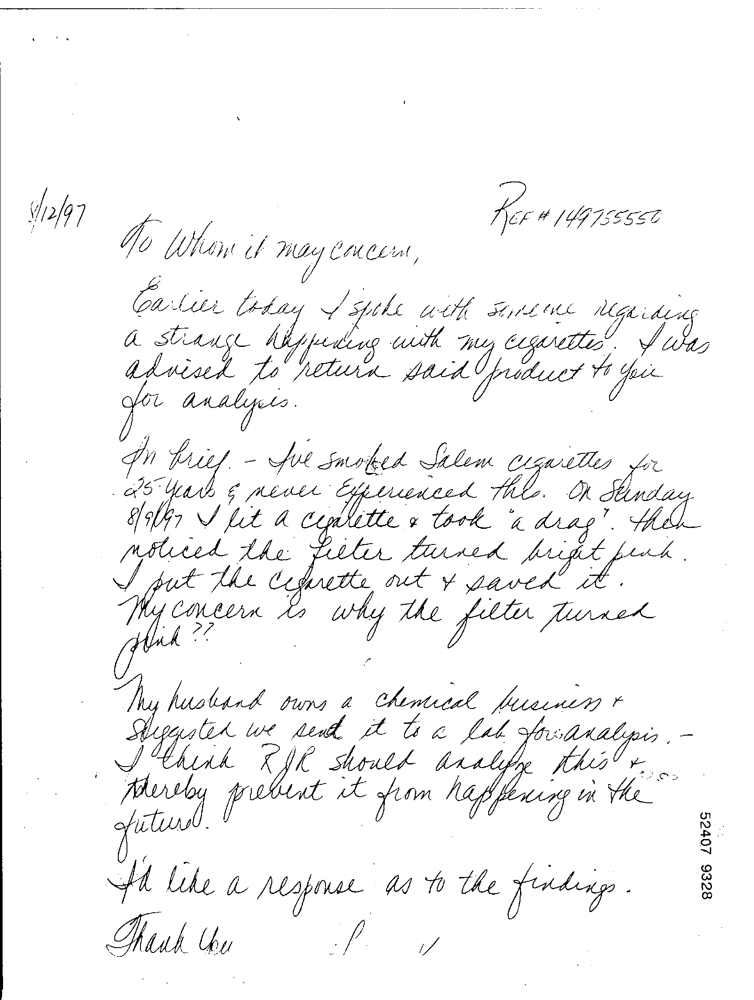 8/12/97
REF # 149755550
To Whom it may concern,
Earlier today I spoke with someone regarding
a strange happening with my cigarettes. I was
advised to return said product to you
for analysis.
In brief. - I've smoked Salem cigarettes for
25 years & never experienced this. On Sunday
8/9/97 I lit a cigarette & took "a drag". then
noticed the filter turned bright pink.
I put the cigarette out & saved it.
My concern is why the filter turned
pink??
My husband owns a chemical business &
suggested we send it to a lab for analysis. -
I think RJR should analyze this &
thereby prevent it from happening in the
future.
I'd like a response as to the findings.
Thank You
52407 9328